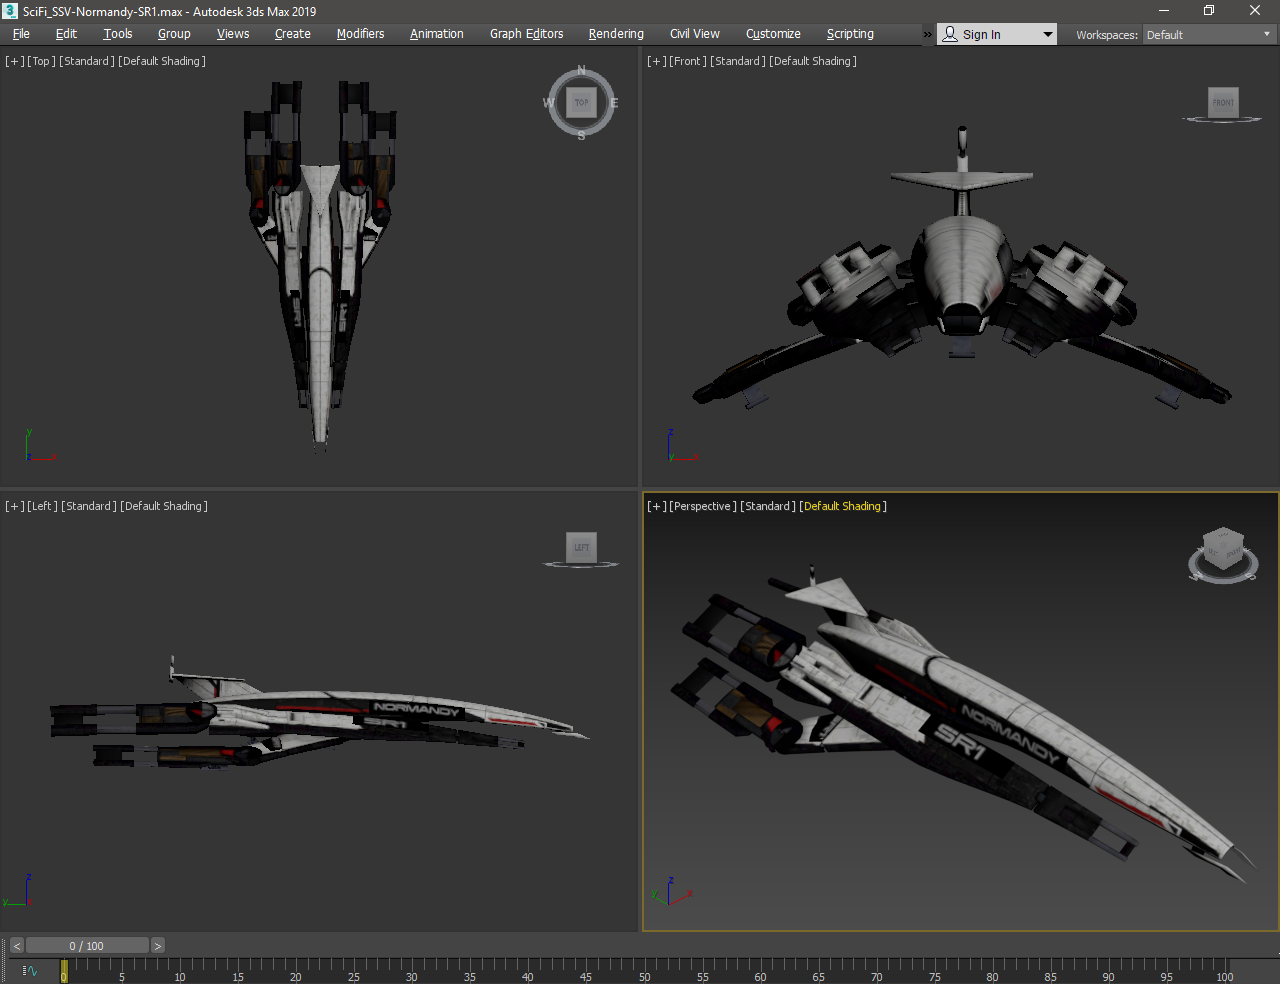 SciFi_SSV-Normandy-SR1.max - Autodesk 3ds Max 2019
File Edit Tools Group Views Create Modifiers Animation Graph Editors Rendering Civil View Customize Scripting » Sign In Workspaces: Default
[+] [Top] [Standard] [Default Shading]
N
W TOP E
S
y
z x
[+] [Front] [Standard] [Default Shading]
FRONT
z
y x
[+] [Left] [Standard] [Default Shading]
LEFT
NORMANDY
SR1
z
y x
[+] [Perspective] [Standard] [Default Shading]
W S
NORMANDY
SR1
z
y x
< 0 / 100 >
0 5 10 15 20 25 30 35 40 45 50 55 60 65 70 75 80 85 90 95 100